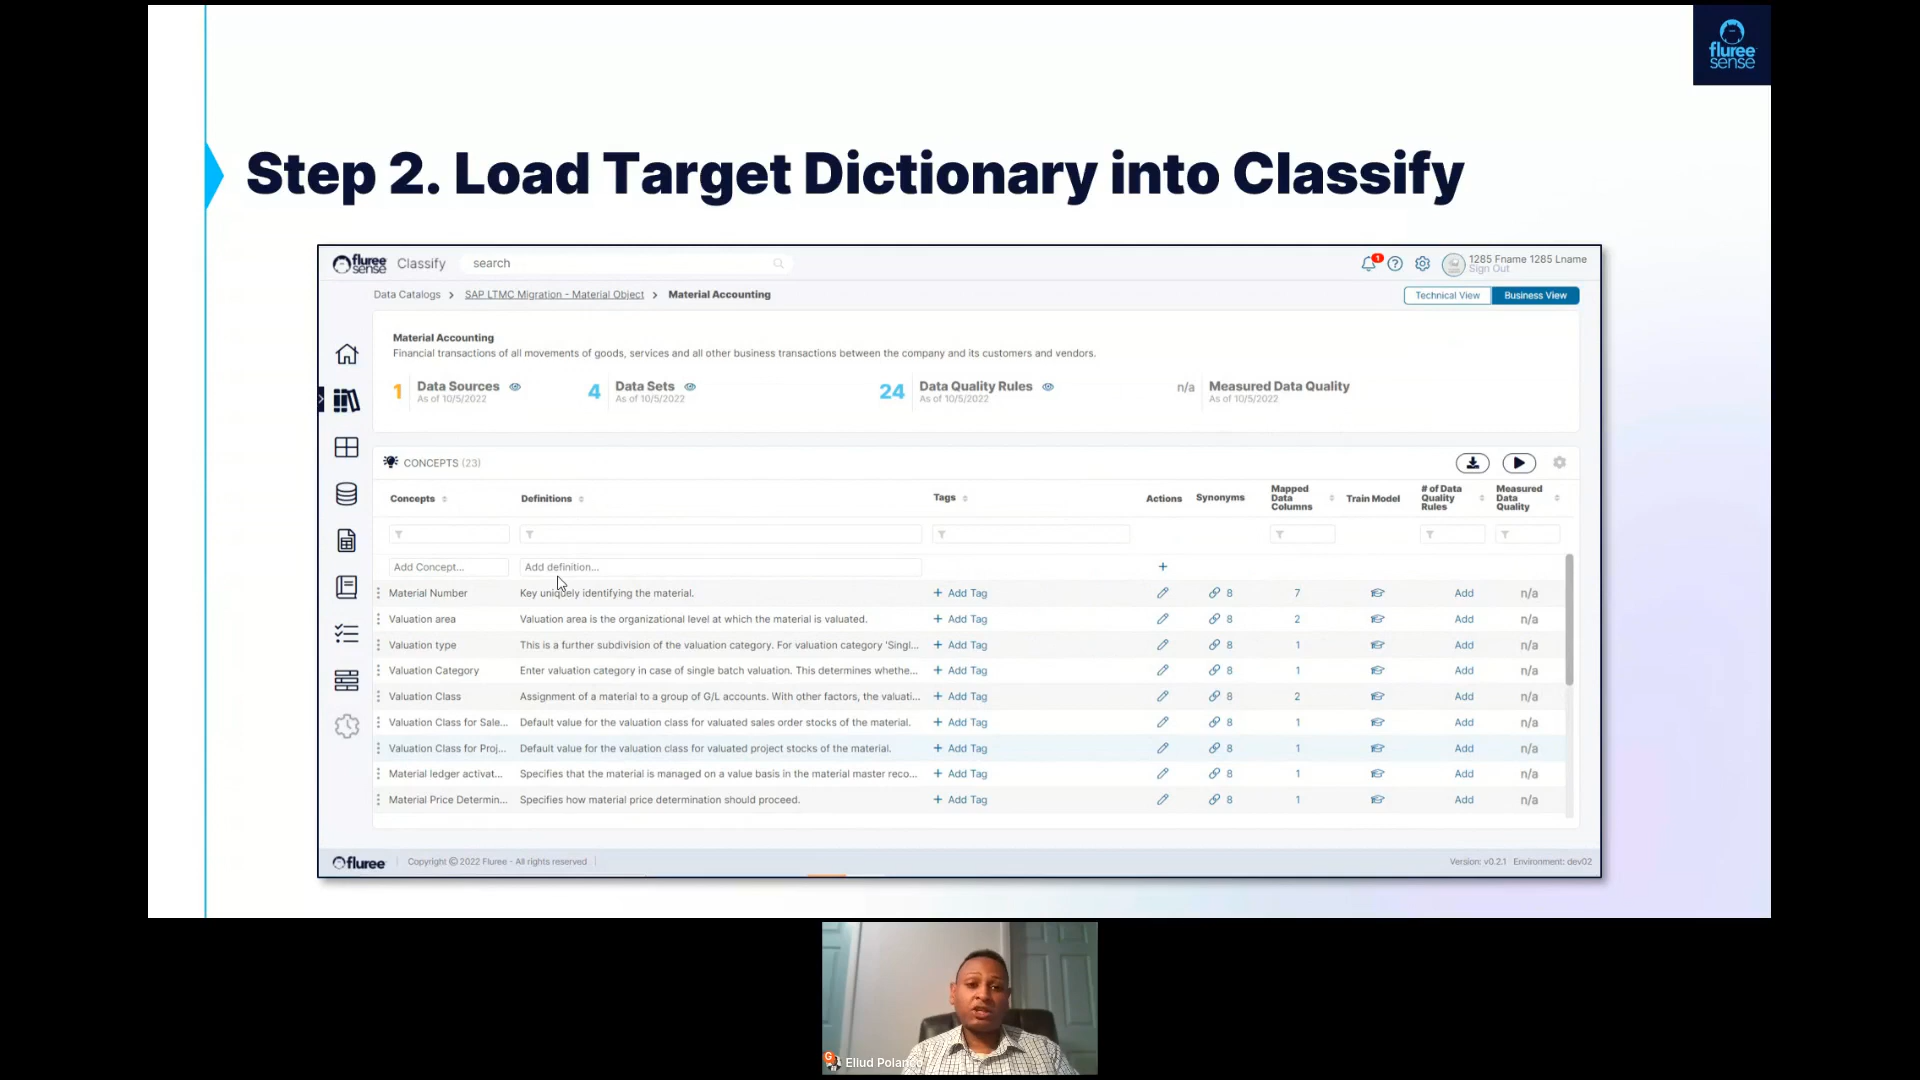 fluree
sense
Step 2. Load Target Dictionary into Classify
fluree
sense
Classify
search
1
1285 Fname 1285 Lname
Sign Out
Data Catalogs > SAP LTMC Migration - Material Object > Material Accounting
Technical View
Business View
Material Accounting
Financial transactions of all movements of goods, services and all other business transactions between the company and its customers and vendors.
1 Data Sources
As of 10/5/2022
4 Data Sets
As of 10/5/2022
24 Data Quality Rules
As of 10/5/2022
n/a Measured Data Quality
As of 10/5/2022
CONCEPTS (23)
Concepts Definitions Tags Actions Synonyms Mapped Data Columns Train Model # of Data Quality Rules Measured Data Quality
Add Concept... Add definition... +
Material Number Key uniquely identifying the material. + Add Tag 8 7 Add n/a
Valuation area Valuation area is the organizational level at which the material is valuated. + Add Tag 8 2 Add n/a
Valuation type This is a further subdivision of the valuation category. For valuation category 'Singl... + Add Tag 8 1 Add n/a
Valuation Category Enter valuation category in case of single batch valuation. This determines whethe... + Add Tag 8 1 Add n/a
Valuation Class Assignment of a material to a group of G/L accounts. With other factors, the valuati... + Add Tag 8 2 Add n/a
Valuation Class for Sale... Default value for the valuation class for valuated sales order stocks of the material. + Add Tag 8 1 Add n/a
Valuation Class for Proj... Default value for the valuation class for valuated project stocks of the material. + Add Tag 8 1 Add n/a
Material ledger activat... Specifies that the material is managed on a value basis in the material master reco... + Add Tag 8 1 Add n/a
Material Price Determin... Specifies how material price determination should proceed. + Add Tag 8 1 Add n/a
fluree
Copyright © 2022 Fluree - All rights reserved
Version: v0.2.1 Environment: dev02
G